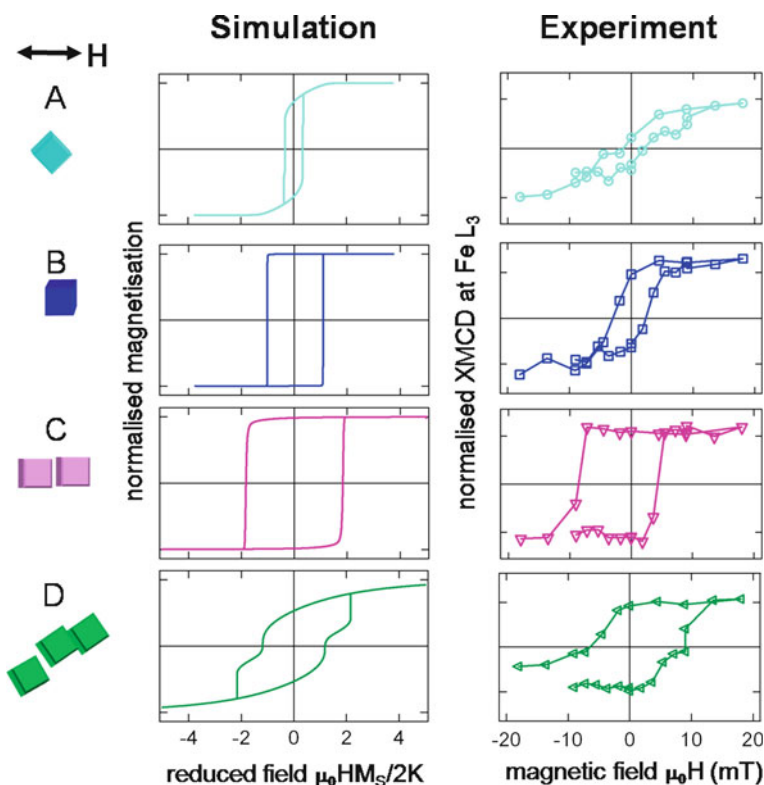 Simulation Experiment
H
A
B
C
D
normalised magnetisation
normalised XMCD at Fe L₃
-4 -2 0 2 4
-20 -10 0 10 20
reduced field μ₀HMₛ/2K
magnetic field μ₀H (mT)